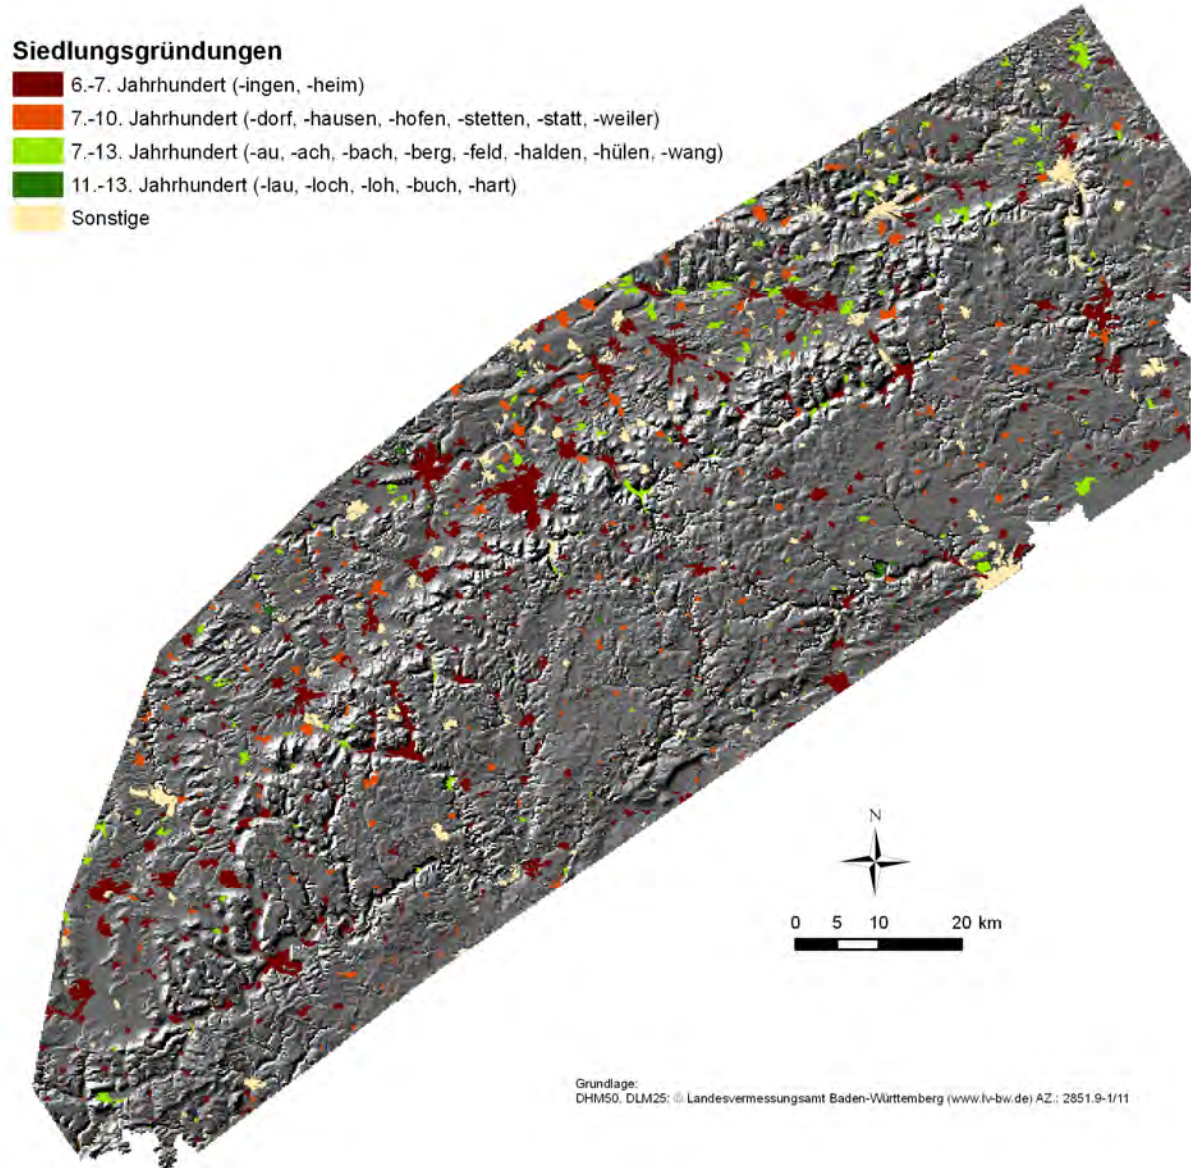 Siedlungsgründungen
6.-7. Jahrhundert (-ingen, -heim)
7.-10. Jahrhundert (-dorf, -hausen, -hofen, -stetten, -statt, -weiler)
7.-13. Jahrhundert (-au, -ach, -bach, -berg, -feld, -halden, -hülen, -wang)
11.-13. Jahrhundert (-lau, -loch, -loh, -buch, -hart)
Sonstige
N
0 5 10 20 km
Grundlage:
DHM50, DLM25: © Landesvermessungsamt Baden-Württemberg (www.lv-bw.de) AZ.: 2851.9-1/11